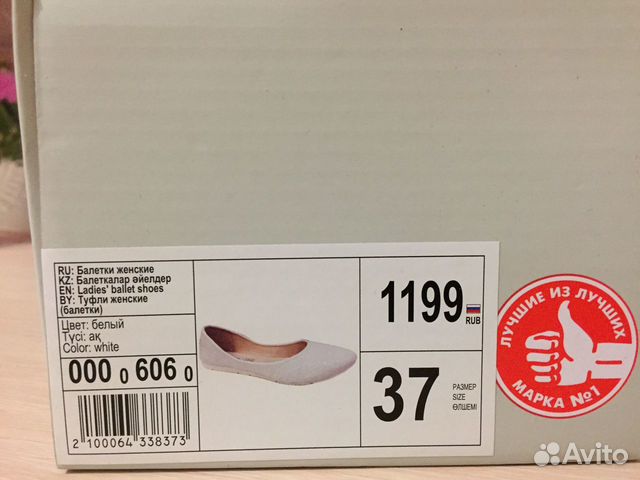 RU: Балетки женские
KZ: Балеткалар әйелдер
EN: Ladies' ballet shoes
BY: Туфли женские
(балетки)
Цвет: белый
Түсі: ақ
Color: white
000 0 606 0
2 100064 338373
1199
RUB
37
РАЗМЕР
SIZE
ӨЛШЕМІ
ЛУЧШИЕ ИЗ ЛУЧШИХ
МАРКА №1
Avito